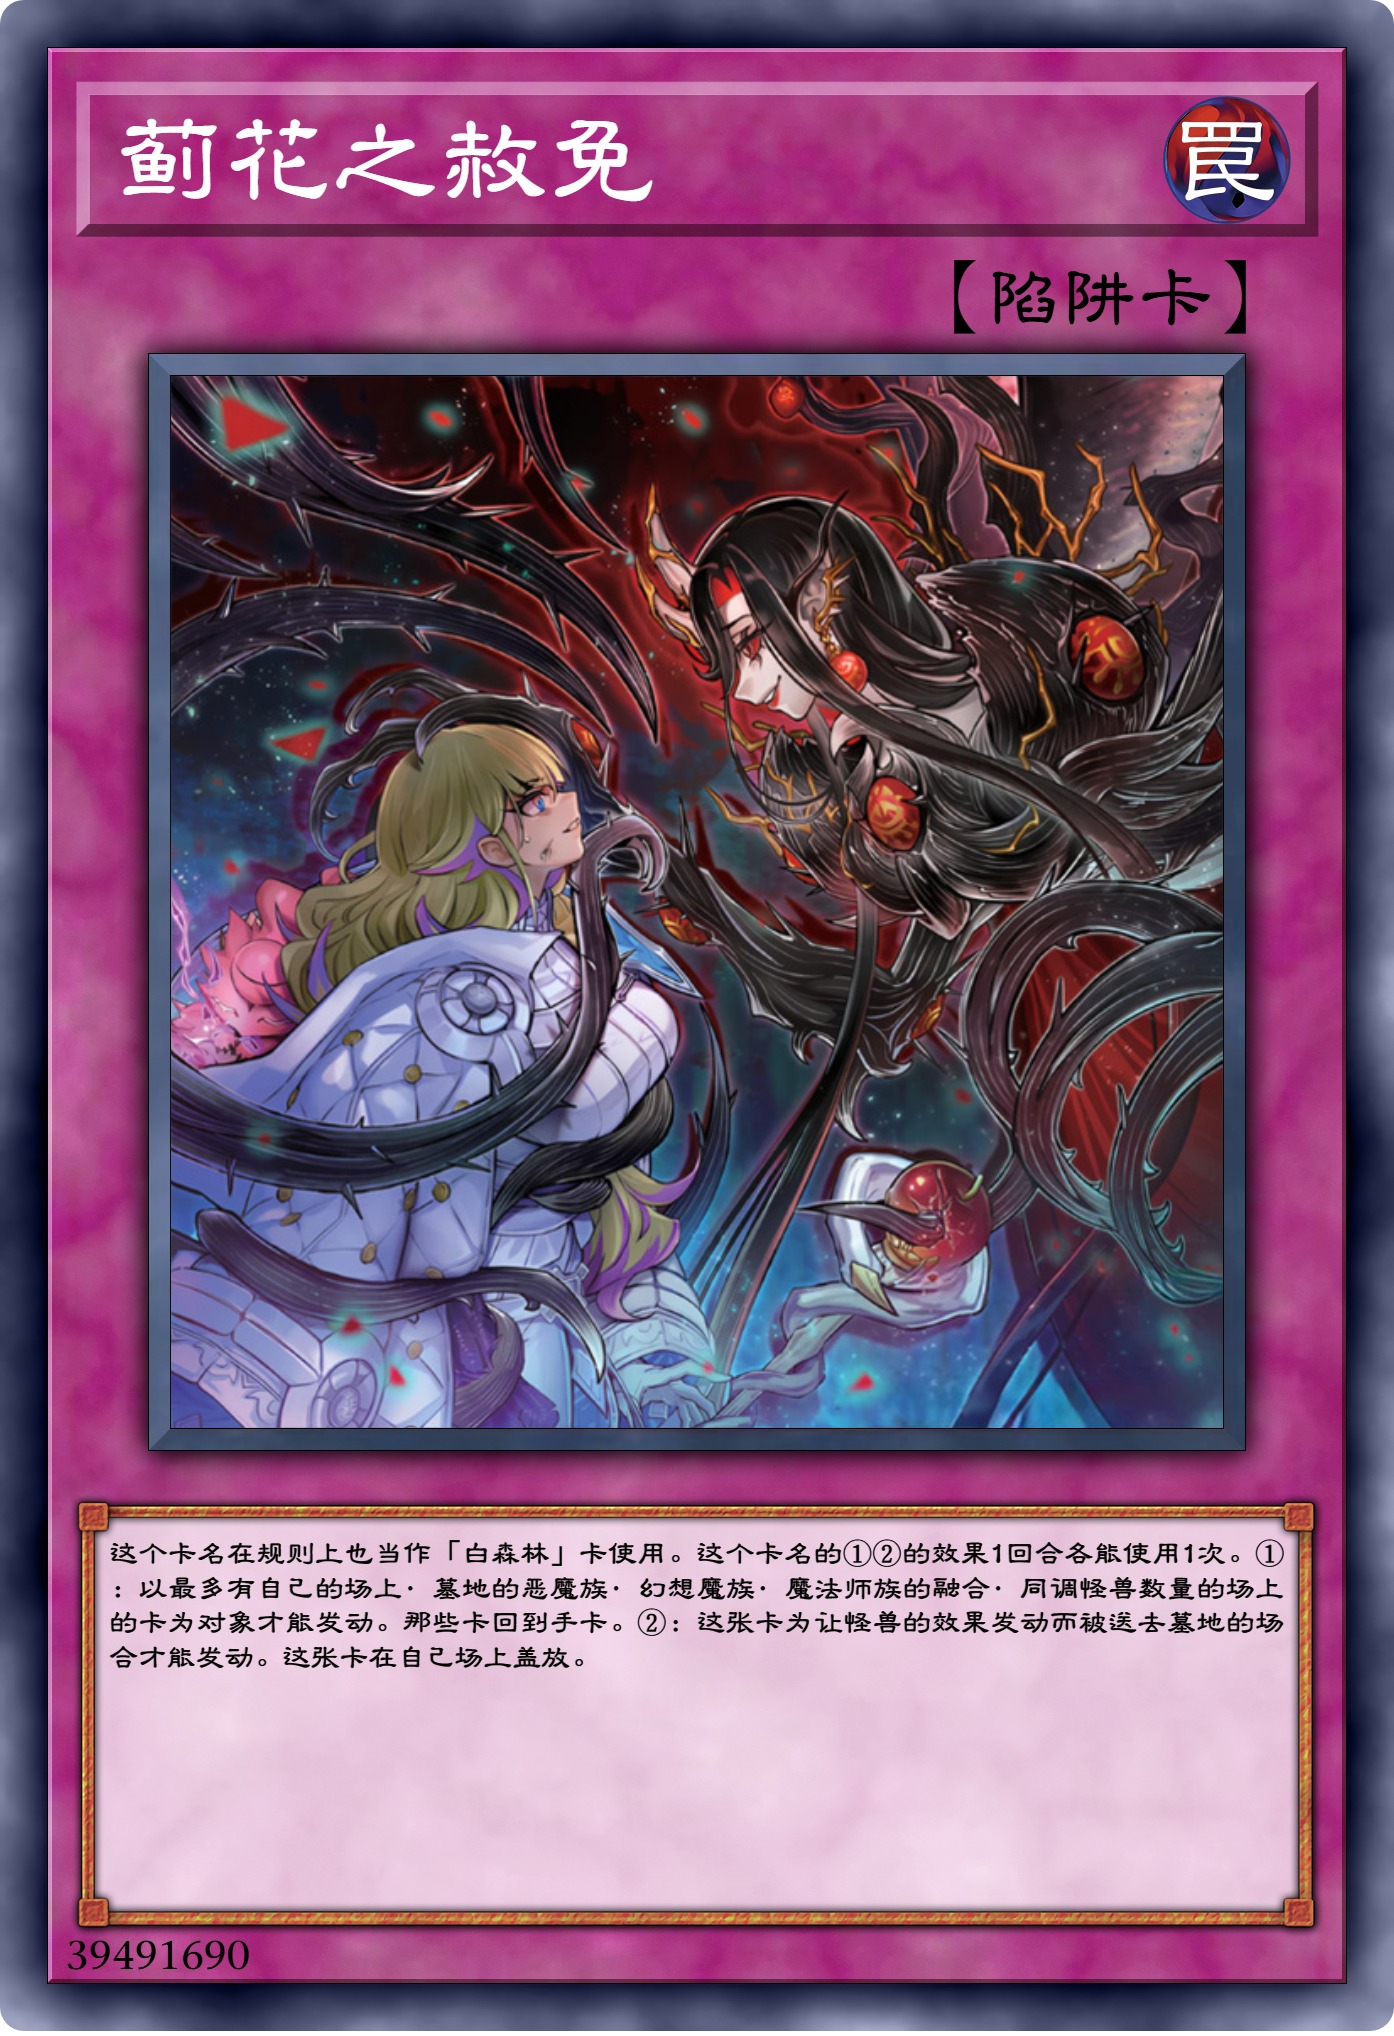 蓟花之赦免
罠
【陷阱卡】
这个卡名在规则上也当作「白森林」卡使用。这个卡名的①②的效果1回合各能使用1次。①
：以最多有自己的场上·墓地的恶魔族·幻想魔族·魔法师族的融合·同调怪兽数量的场上
的卡为对象才能发动。那些卡回到手卡。②：这张卡为让怪兽的效果发动而被送去墓地的场
合才能发动。这张卡在自己场上盖放。
39491690